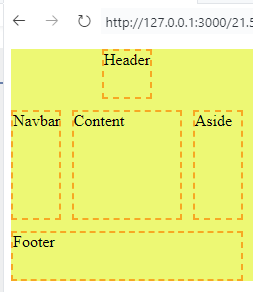 http://127.0.0.1:3000/21.5
Header
Navbar Content Aside
Footer